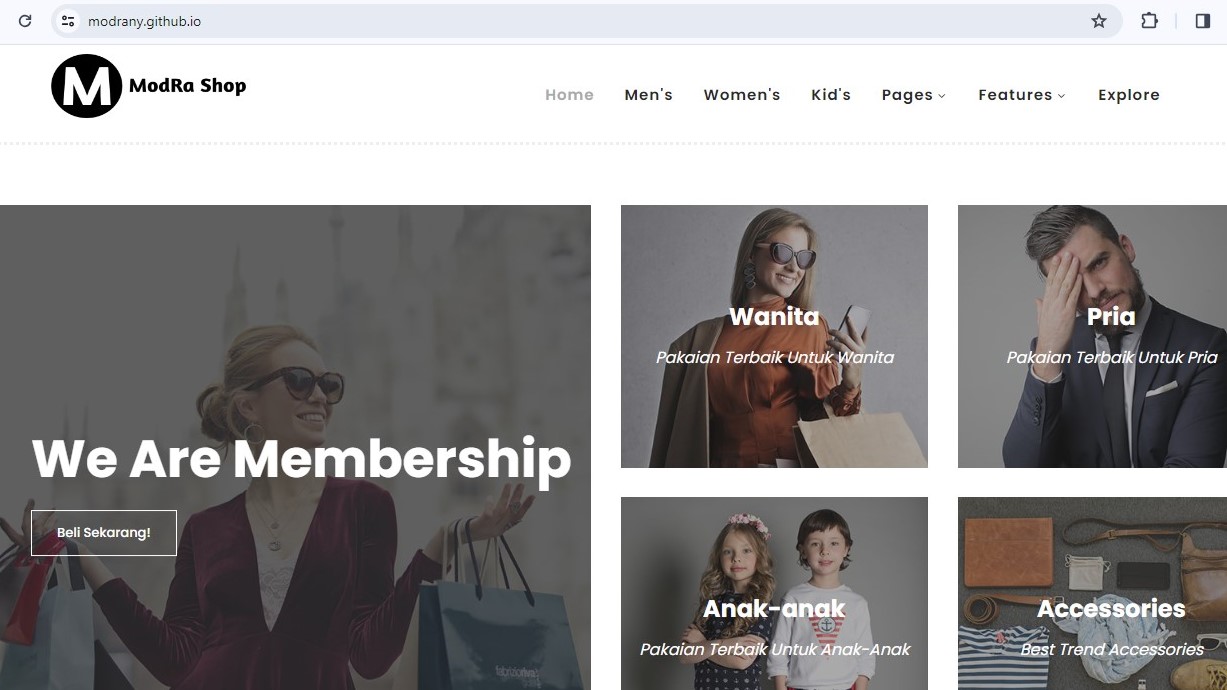 modrany.github.io
M ModRa Shop
Home Men's Women's Kid's Pages Features Explore
We Are Membership
Beli Sekarang!
Wanita
Pakaian Terbaik Untuk Wanita
Pria
Pakaian Terbaik Untuk Pria
Anak-anak
Pakaian Terbaik Untuk Anak-Anak
Accessories
Best Trend Accessories